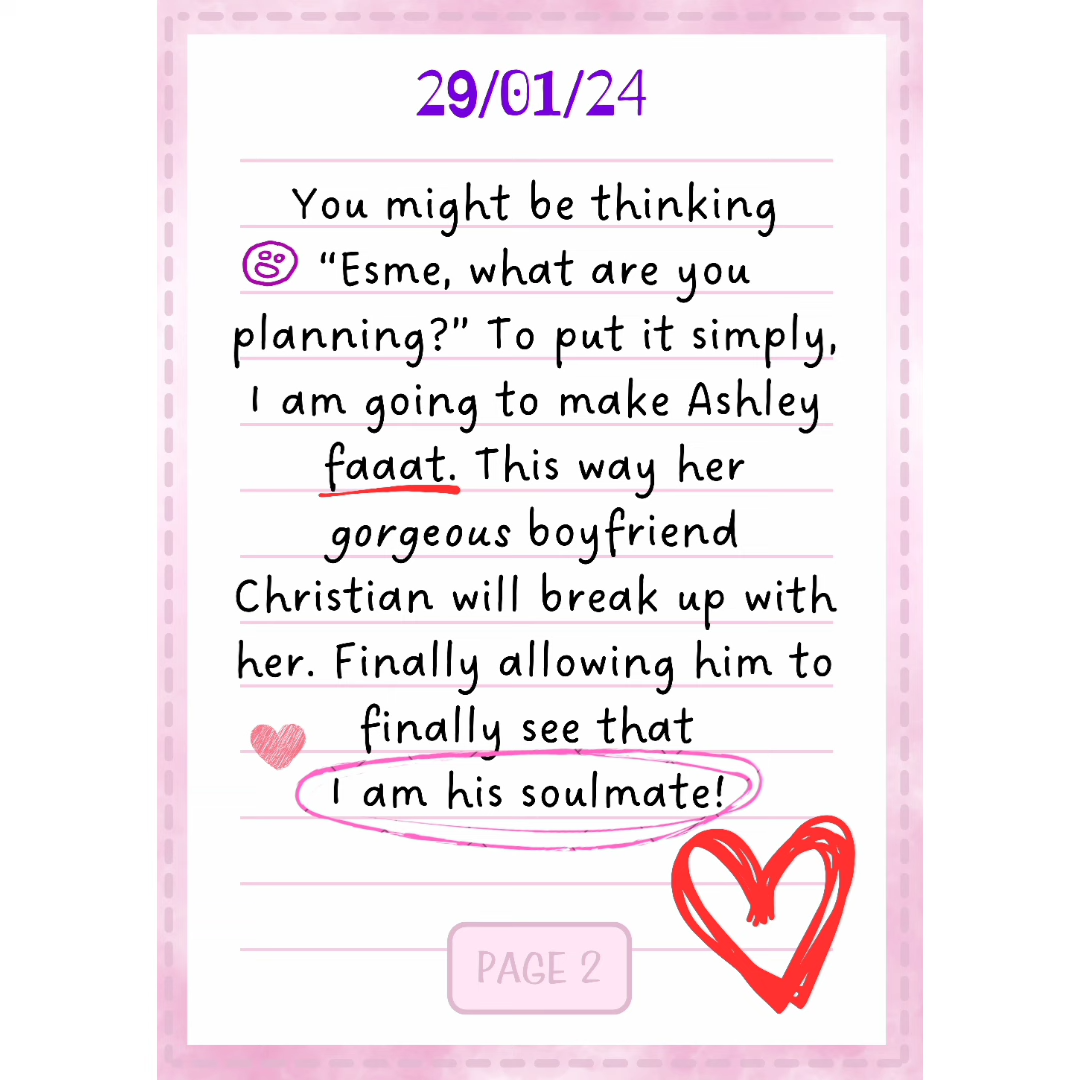 29/01/24
You might be thinking
“Esme, what are you
planning?” To put it simply,
I am going to make Ashley
faaat. This way her
gorgeous boyfriend
Christian will break up with
her. Finally allowing him to
finally see that
I am his soulmate!
PAGE 2